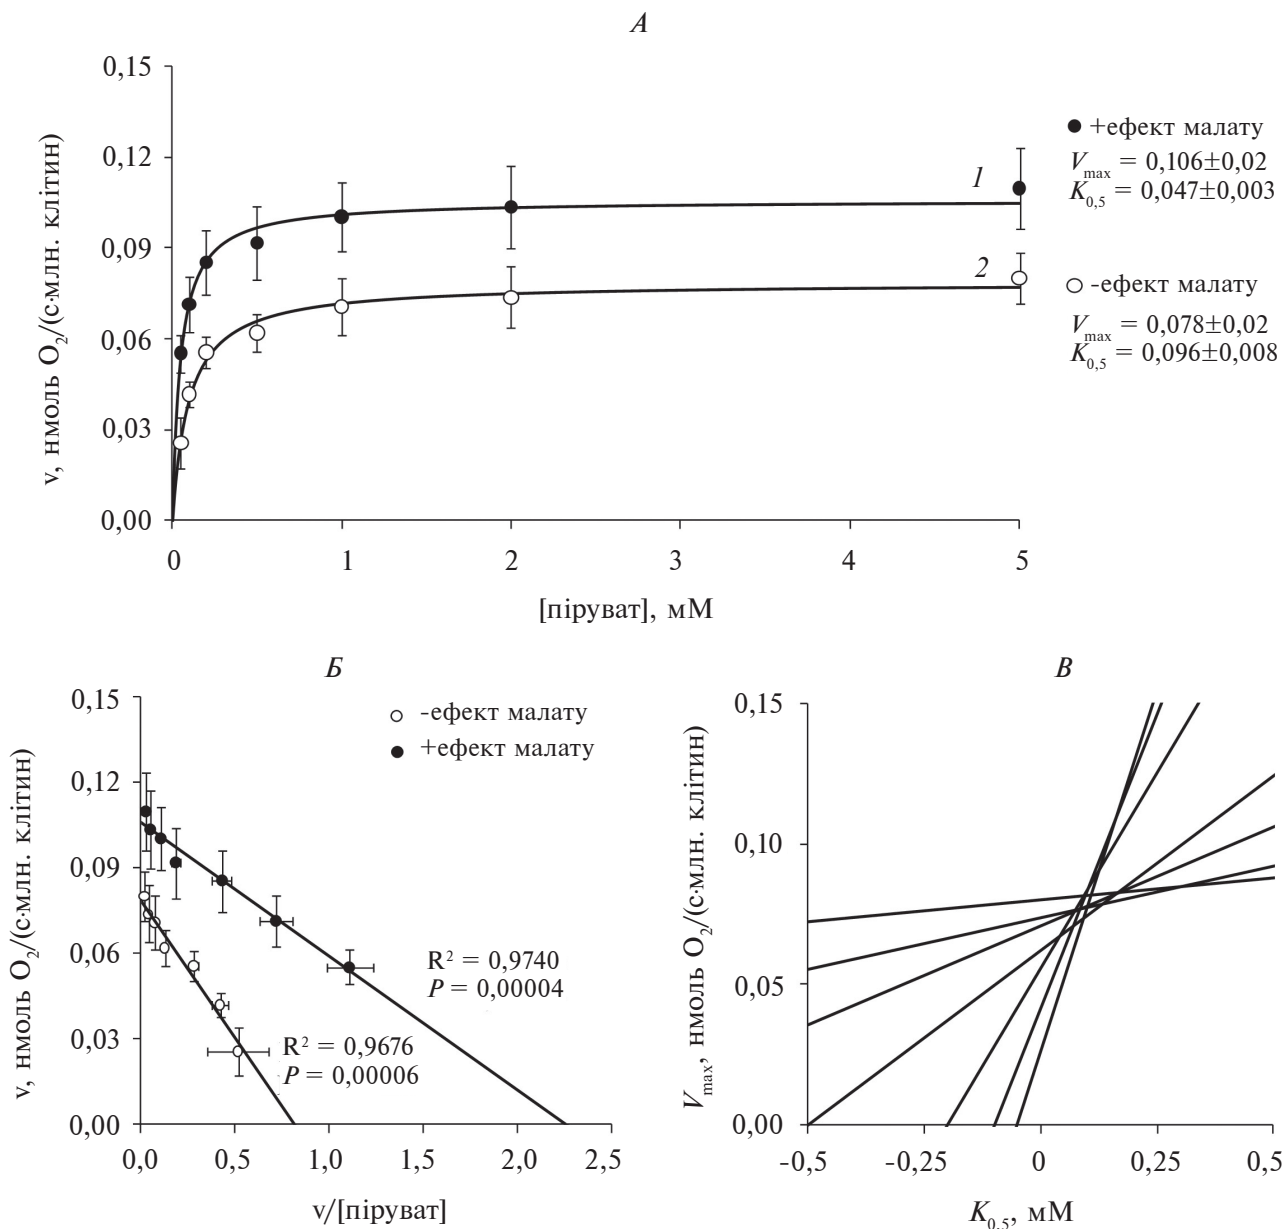 А
0,15
0,12
0,09
0,06
0,03
0,00
v, нмоль O₂/(с·млн. клітин)
1
2
0 1 2 3 4 5
[піруват], мМ
+ефект малату
V_max = 0,106±0,02
K_0,5 = 0,047±0,003
-ефект малату
V_max = 0,078±0,02
K_0,5 = 0,096±0,008
Б
0,15
0,12
0,09
0,06
0,03
0,00
v, нмоль O₂/(с·млн. клітин)
-ефект малату
+ефект малату
R² = 0,9740
P = 0,00004
R² = 0,9676
P = 0,00006
0,0 0,5 1,0 1,5 2,0 2,5
v/[піруват]
В
0,15
0,10
0,05
0,00
V_max, нмоль O₂/(с·млн. клітин)
-0,5 -0,25 0 0,25 0,5
K_0,5, мМ